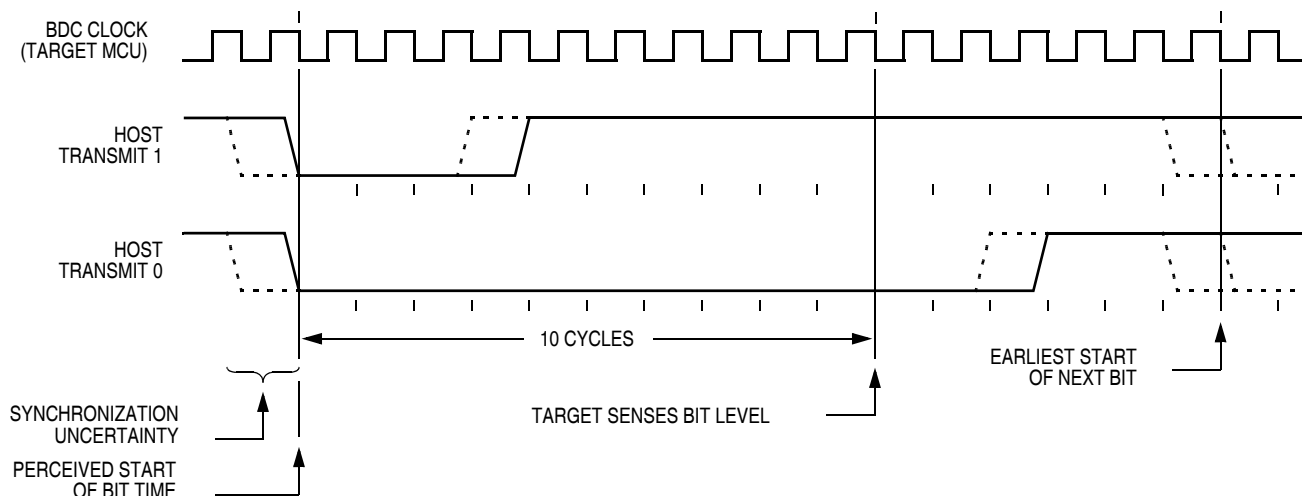 BDC CLOCK
(TARGET MCU)
HOST
TRANSMIT 1
HOST
TRANSMIT 0
10 CYCLES
EARLIEST START
OF NEXT BIT
TARGET SENSES BIT LEVEL
SYNCHRONIZATION
UNCERTAINTY
PERCEIVED START
OF BIT TIME